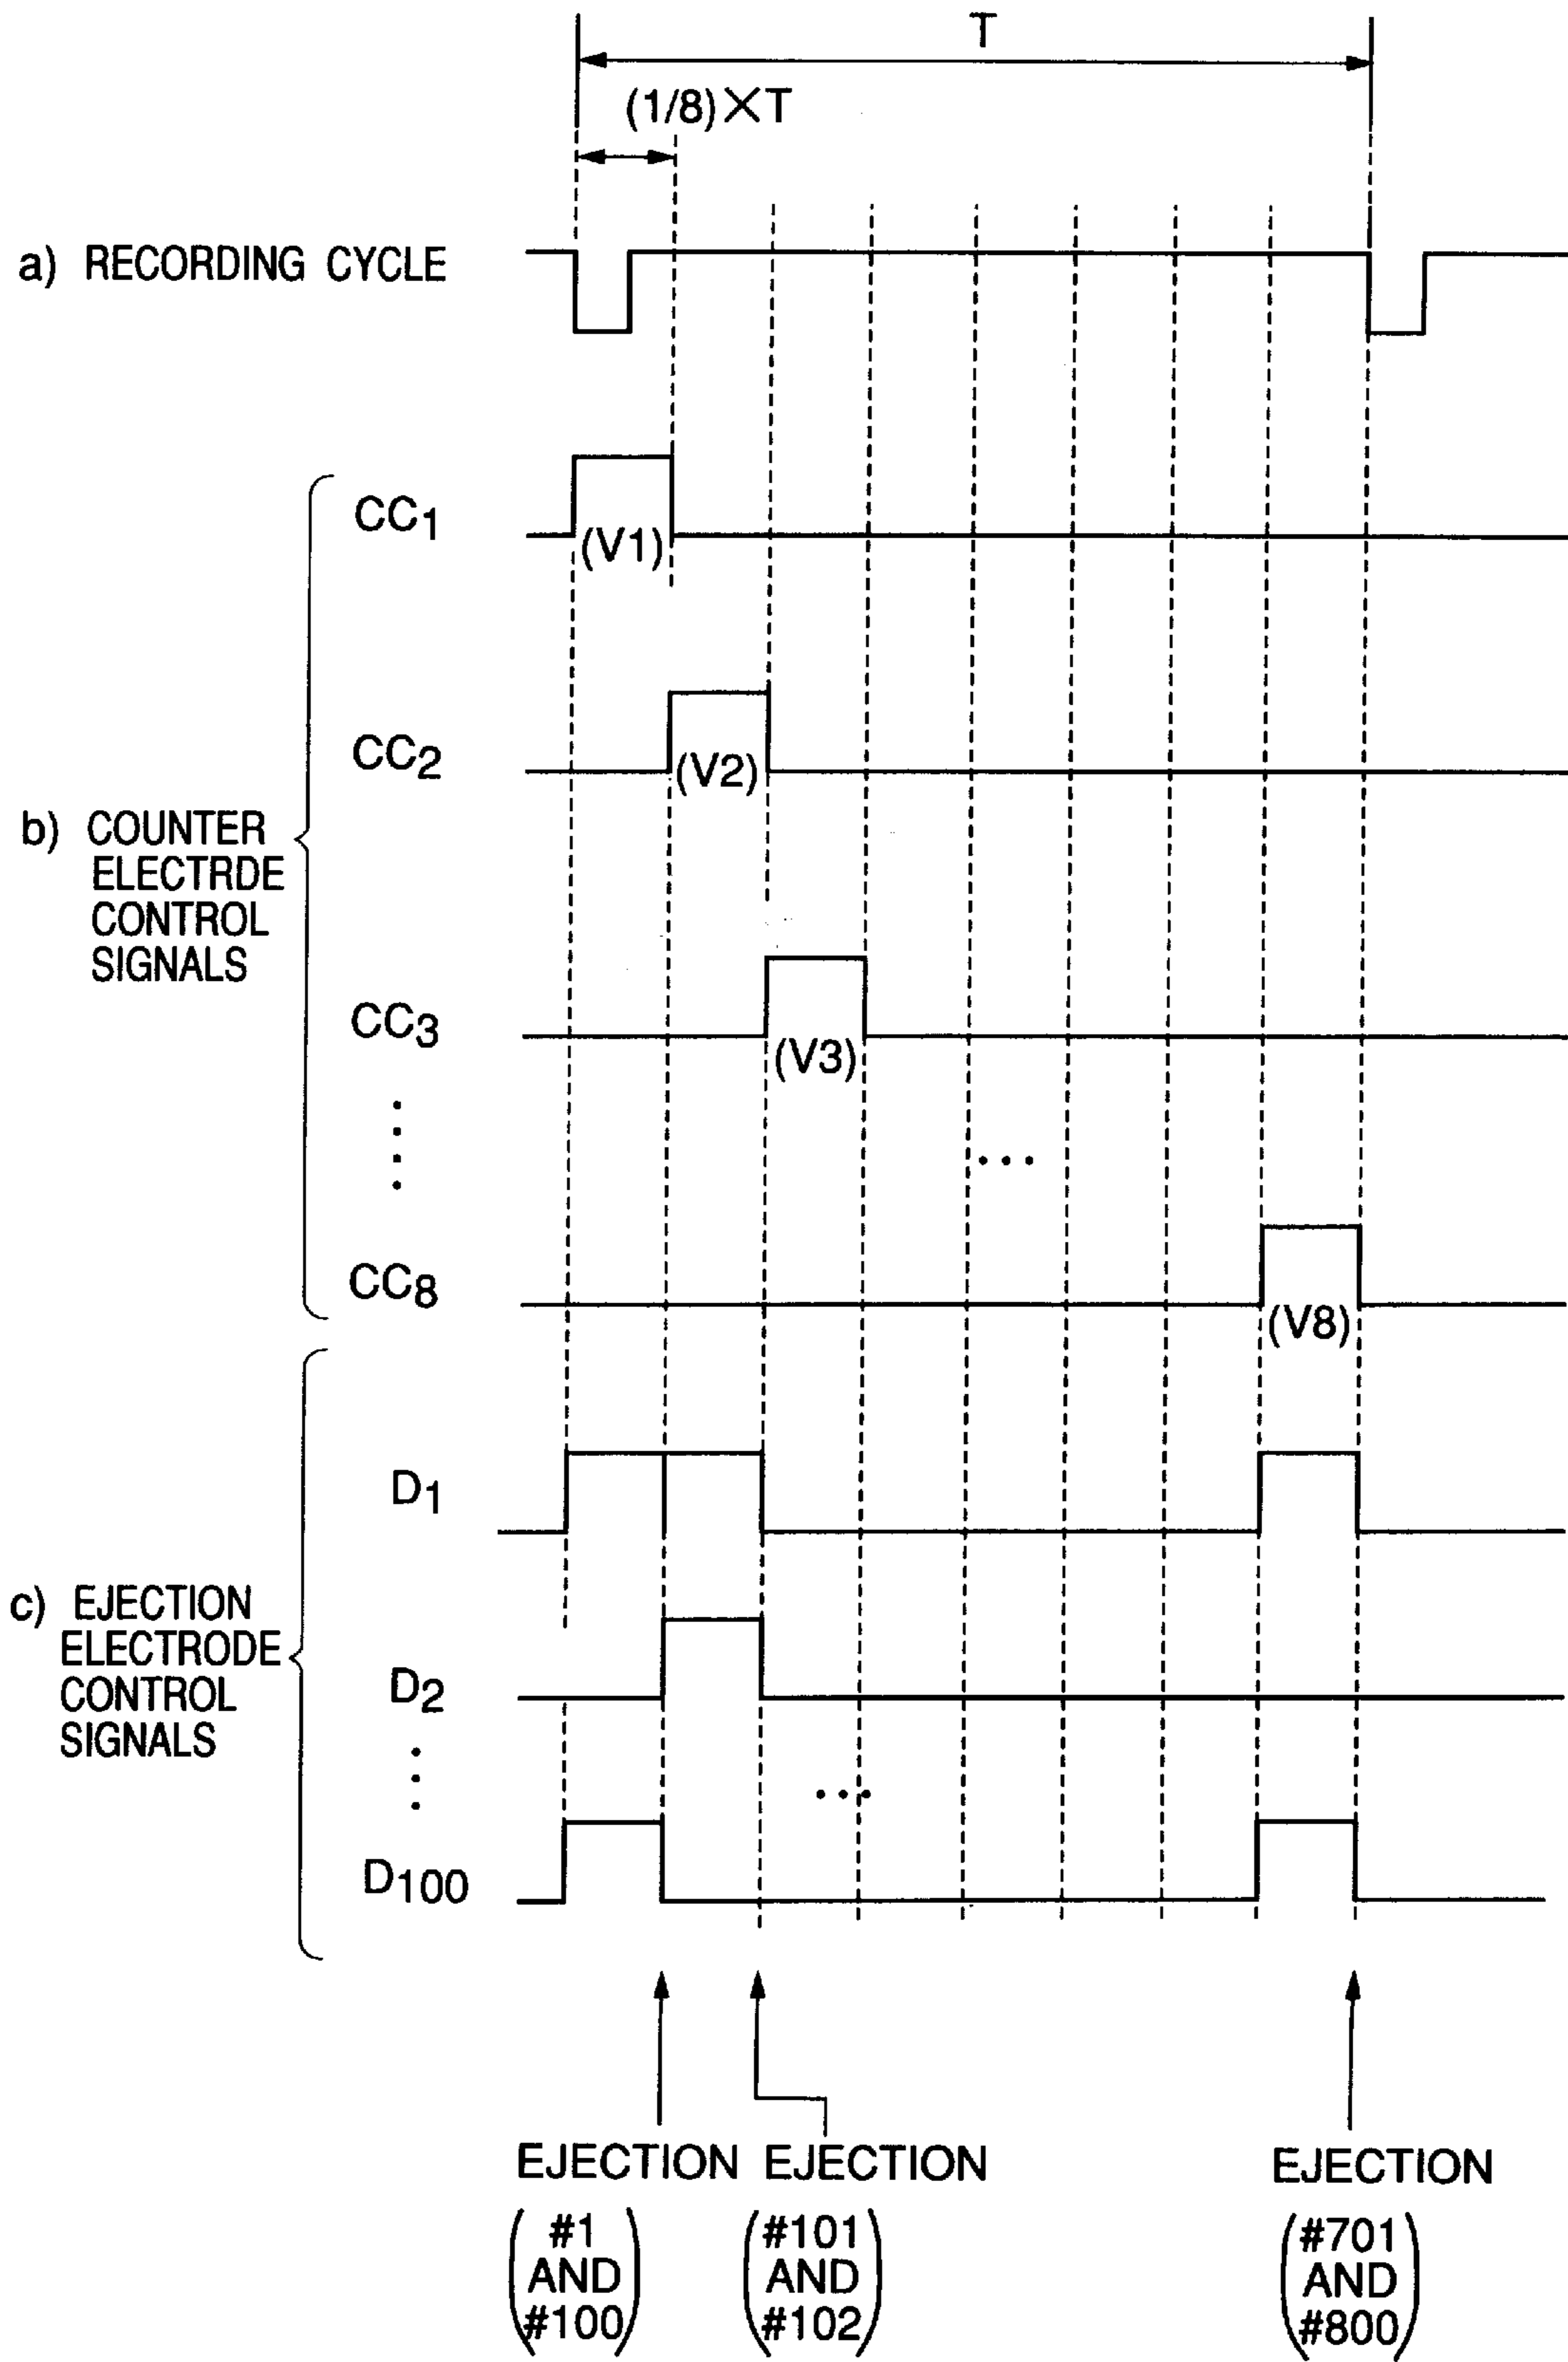 T
(1/8)×T
a) RECORDING CYCLE
CC1
(V1)
CC2
(V2)
b) COUNTER
ELECTRDE
CONTROL
SIGNALS
CC3
(V3)
CC8
(V8)
D1
c) EJECTION
ELECTRODE
CONTROL
SIGNALS
D2
D100
EJECTION
(#1
AND
#100)
EJECTION
(#101
AND
#102)
EJECTION
(#701
AND
#800)